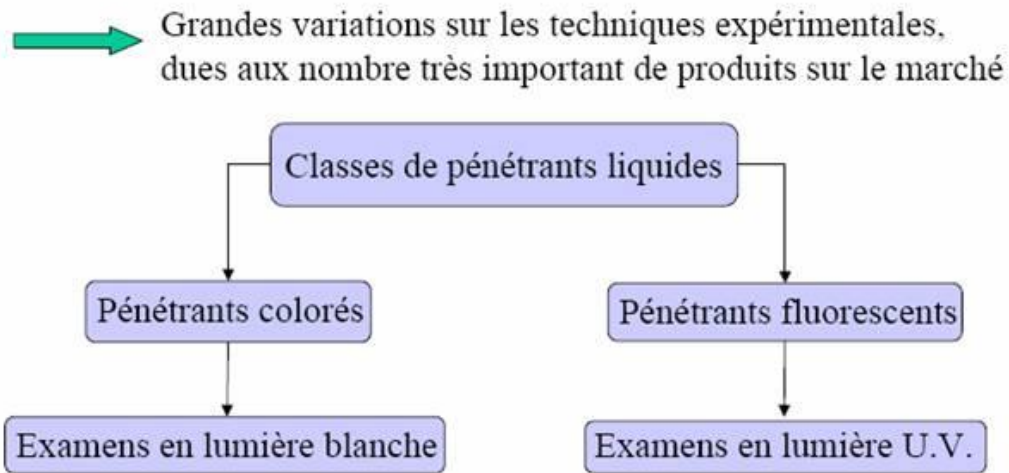 Grandes variations sur les techniques expérimentales,
dues aux nombre très important de produits sur le marché
Classes de pénétrants liquides
Pénétrants colorés
Pénétrants fluorescents
Examens en lumière blanche
Examens en lumière U.V.